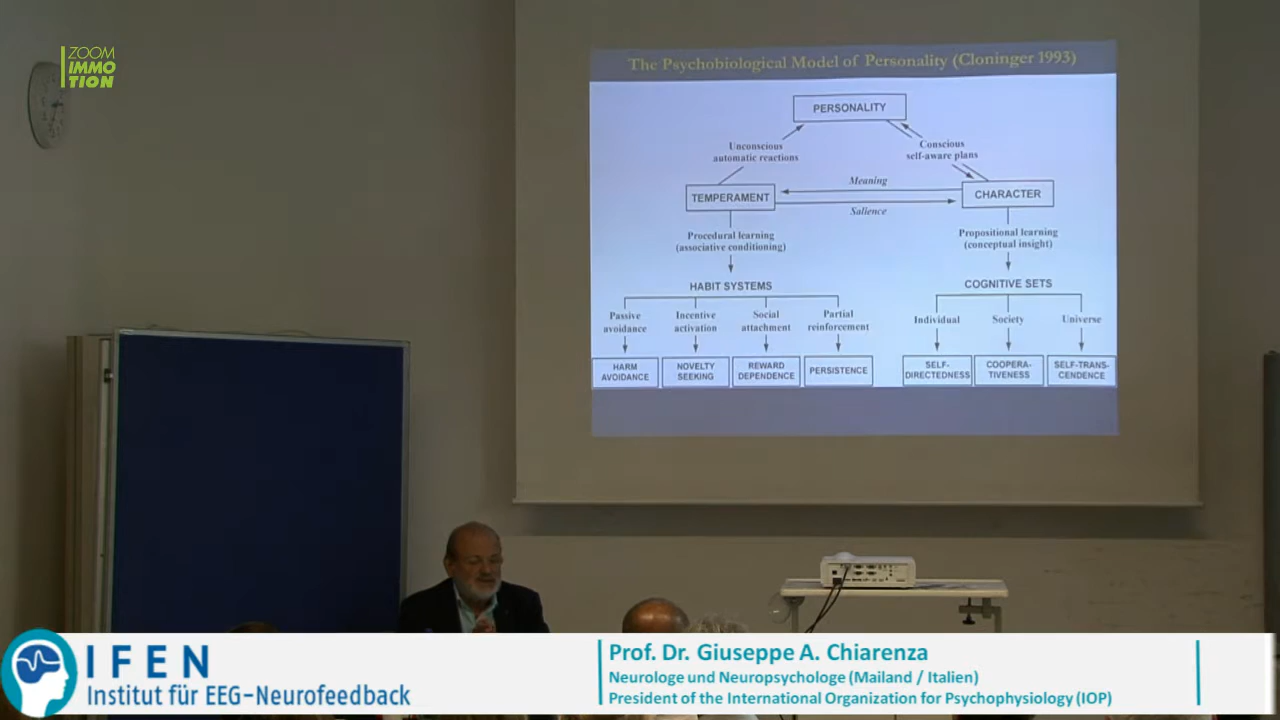 ZOOM
IMMO
TION
The Psychobiological Model of Personality (Cloninger 1993)
PERSONALITY
Unconscious
automatic reactions
Conscious
self-aware plans
Meaning
TEMPERAMENT
CHARACTER
Salience
Procedural learning
(associative conditioning)
Propositional learning
(conceptual insight)
HABIT SYSTEMS
COGNITIVE SETS
Passive
avoidance
Incentive
activation
Social
attachment
Partial
reinforcement
Individual
Society
Universe
HARM
AVOIDANCE
NOVELTY
SEEKING
REWARD
DEPENDENCE
PERSISTENCE
SELF-
DIRECTEDNESS
COOPERA-
TIVENESS
SELF-TRANS-
CENDENCE
IFEN
Institut für EEG-Neurofeedback
Prof. Dr. Giuseppe A. Chiarenza
Neurologe und Neuropsychologe (Mailand / Italien)
President of the International Organization for Psychophysiology (IOP)